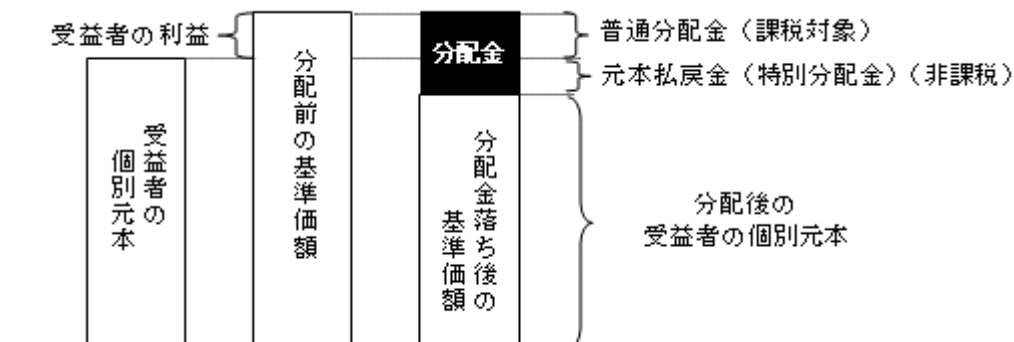 受益者の利益
分配金
普通分配金（課税対象）
元本払戻金（特別分配金）（非課税）
受益者の
個別元本
分配前の基準価額
分配金落ち後の
基準価額
分配後の
受益者の個別元本